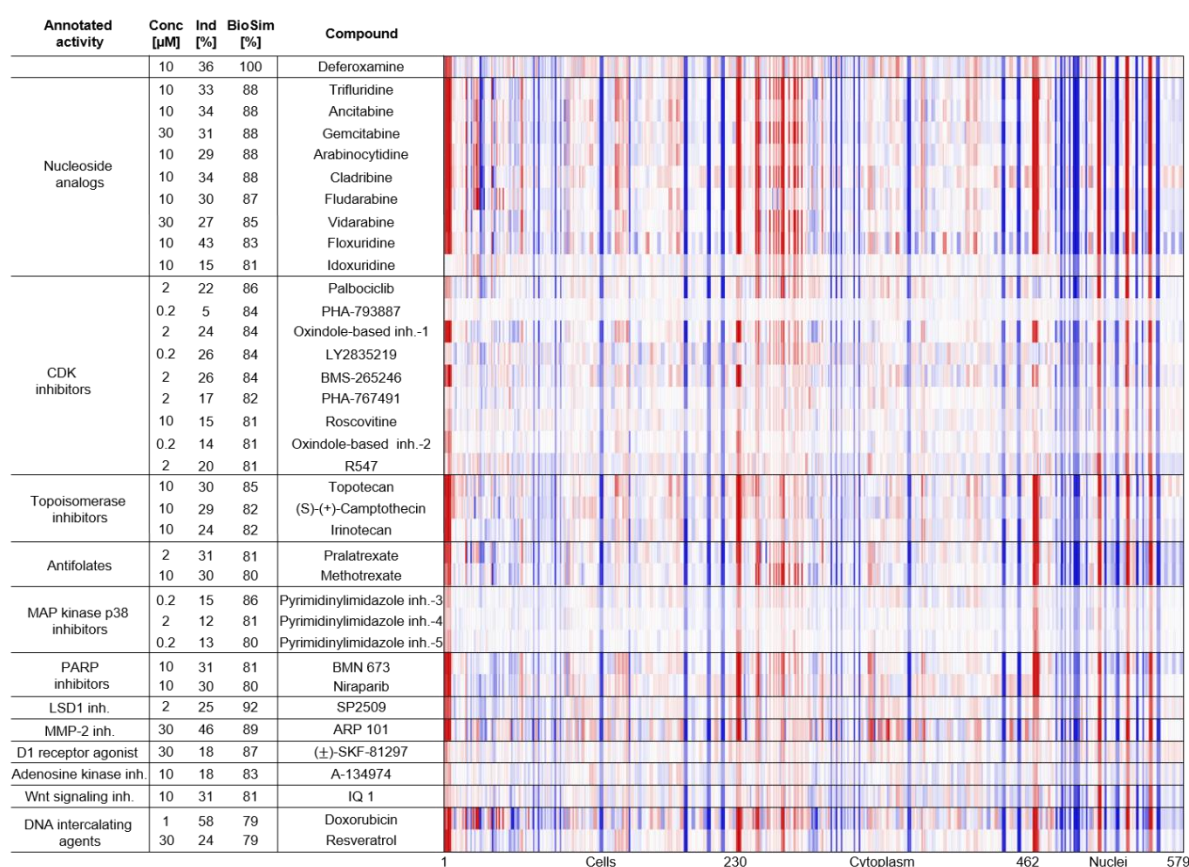 Annotated activity Conc [µM] Ind [%] BioSim [%] Compound
10 36 100 Deferoxamine
Nucleoside analogs
10 33 88 Trifluridine
10 34 88 Ancitabine
30 31 88 Gemcitabine
10 29 88 Arabinocytidine
10 34 88 Cladribine
10 30 87 Fludarabine
30 27 85 Vidarabine
10 43 83 Floxuridine
10 15 81 Idoxuridine
CDK inhibitors
2 22 86 Palbociclib
0.2 5 84 PHA-793887
2 24 84 Oxindole-based inh.-1
0.2 26 84 LY2835219
2 26 84 BMS-265246
2 17 82 PHA-767491
10 15 81 Roscovitine
0.2 14 81 Oxindole-based inh.-2
2 20 81 R547
Topoisomerase inhibitors
10 30 85 Topotecan
10 29 82 (S)-(+)-Camptothecin
10 24 82 Irinotecan
Antifolates
2 31 81 Pralatrexate
10 30 80 Methotrexate
MAP kinase p38 inhibitors
0.2 15 86 Pyrimidinylimidazole inh.-3
2 12 81 Pyrimidinylimidazole inh.-4
0.2 13 80 Pyrimidinylimidazole inh.-5
PARP inhibitors
10 31 81 BMN 673
10 30 80 Niraparib
LSD1 inh. 2 25 92 SP2509
MMP-2 inh. 30 46 89 ARP 101
D1 receptor agonist 30 18 87 (±)-SKF-81297
Adenosine kinase inh. 10 18 83 A-134974
Wnt signaling inh. 10 31 81 IQ 1
DNA intercalating agents
1 58 79 Doxorubicin
30 24 79 Resveratrol
1 Cells 230 Cytoplasm 462 Nuclei 579